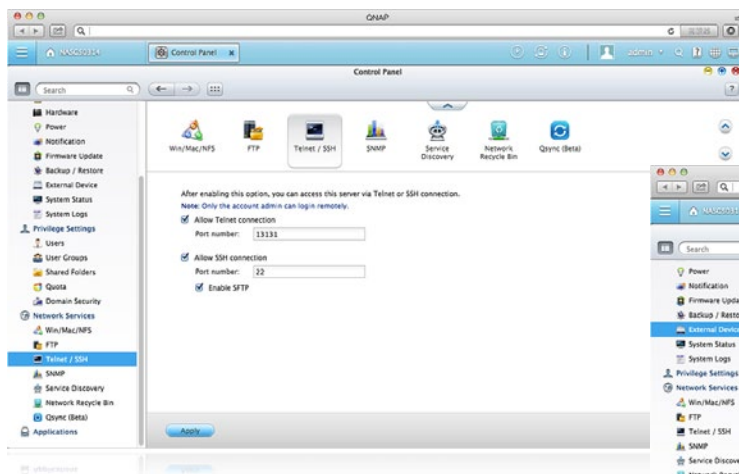 QNAP
Control Panel
admin
Control Panel
Search
Hardware
Power
Notification
Firmware Update
Backup / Restore
External Device
System Status
System Logs
Privilege Settings
Users
User Groups
Shared Folders
Quota
Domain Security
Network Services
Win/Mac/NFS
FTP
Telnet / SSH
SNMP
Service Discovery
Network Recycle Bin
Qsync (Beta)
Applications
Win/Mac/NFS
FTP
Telnet / SSH
SNMP
Service Discovery
Network Recycle Bin
Qsync (Beta)
After enabling this option, you can access this server via Telnet or SSH connection.
Note: Only the account admin can login remotely.
Allow Telnet connection
Port number: 13131
Allow SSH connection
Port number: 22
Enable SFTP
Apply
Search
Power
Notification
Firmware Upda
Backup / Resto
External Device
System Status
System Logs
Privilege Settings
Network Services
Win/Mac/NFS
FTP
Telnet / SSH
SNMP
Service Discove